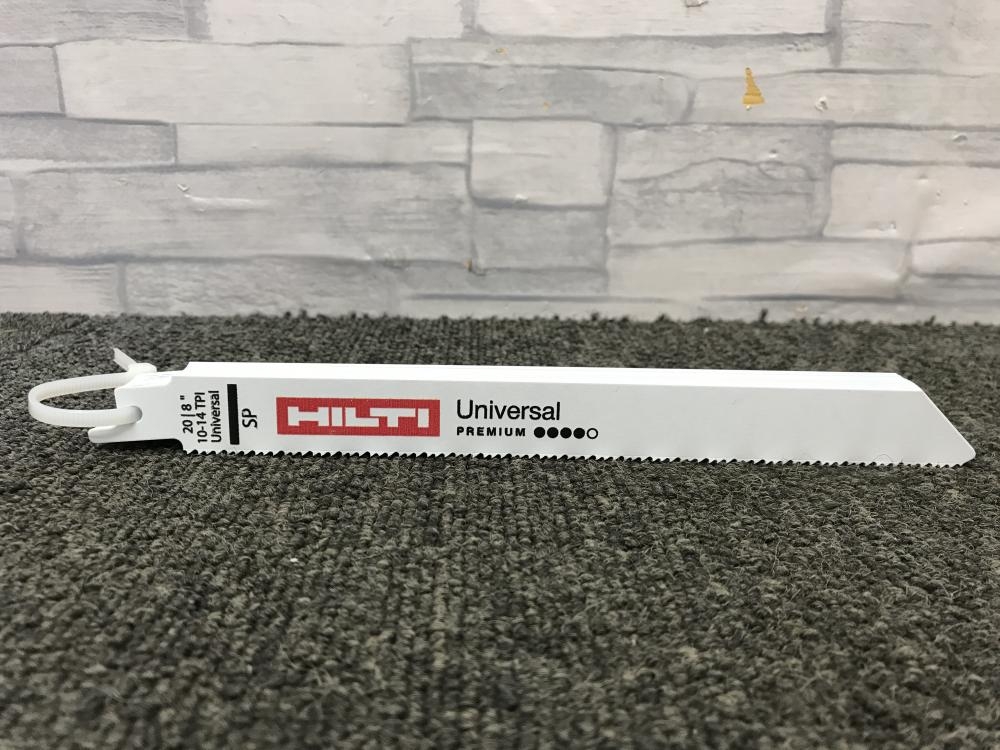 20 | 8"
10-14 TPI
Universal
SP
HILTI
Universal
PREMIUM ●●●●○